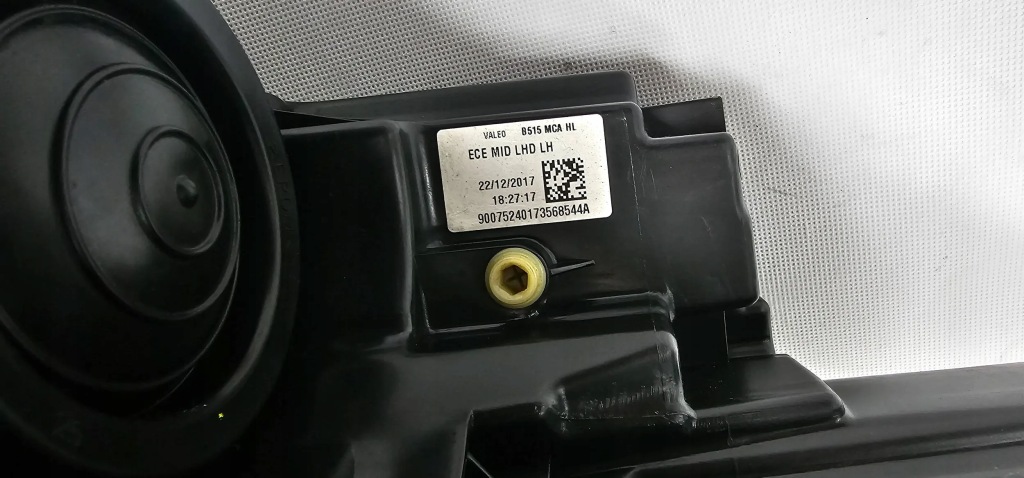 VALEO B515 MCA HL
ECE MID LHD LH
22/12/2017
18:27:17
90075240173568544A